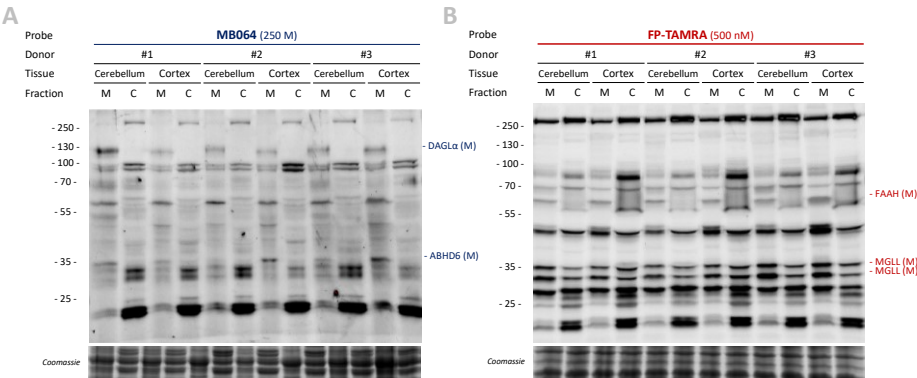 A
Probe MB064 (250 M)
Donor #1 #2 #3
Tissue Cerebellum Cortex Cerebellum Cortex Cerebellum Cortex
Fraction M C M C M C M C M C M C
- 250 -
- 130 -
- 100 -
- 70 -
- 55 -
- 35 -
- 25 -
- DAGLα (M)
- ABHD6 (M)
Coomassie
B
Probe FP-TAMRA (500 nM)
Donor #1 #2 #3
Tissue Cerebellum Cortex Cerebellum Cortex Cerebellum Cortex
Fraction M C M C M C M C M C M C
- 250 -
- 130 -
- 100 -
- 70 -
- 55 -
- 35 -
- 25 -
- FAAH (M)
- MGLL (M)
- MGLL (M)
Coomassie